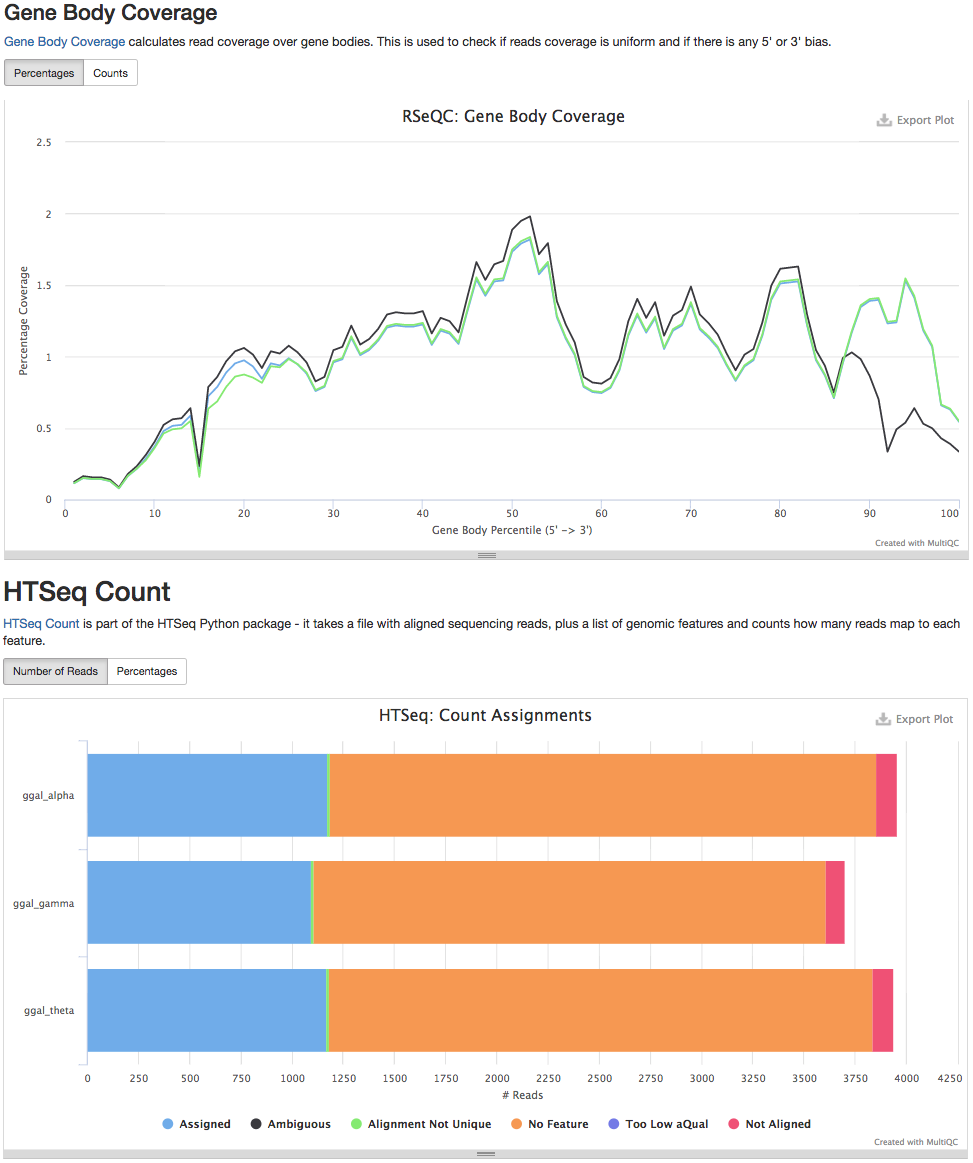 Gene Body Coverage
Gene Body Coverage calculates read coverage over gene bodies. This is used to check if reads coverage is uniform and if there is any 5' or 3' bias.
Percentages Counts
RSeQC: Gene Body Coverage
Export Plot
2.5
2
1.5
1
0.5
0
Percentage Coverage
0 10 20 30 40 50 60 70 80 90 100
Gene Body Percentile (5' -> 3')
Created with MultiQC
HTSeq Count
HTSeq Count is part of the HTSeq Python package - it takes a file with aligned sequencing reads, plus a list of genomic features and counts how many reads map to each
feature.
Number of Reads Percentages
HTSeq: Count Assignments
Export Plot
ggal_alpha
ggal_gamma
ggal_theta
0 250 500 750 1000 1250 1500 1750 2000 2250 2500 2750 3000 3250 3500 3750 4000 4250
# Reads
Assigned Ambiguous Alignment Not Unique No Feature Too Low aQual Not Aligned
Created with MultiQC